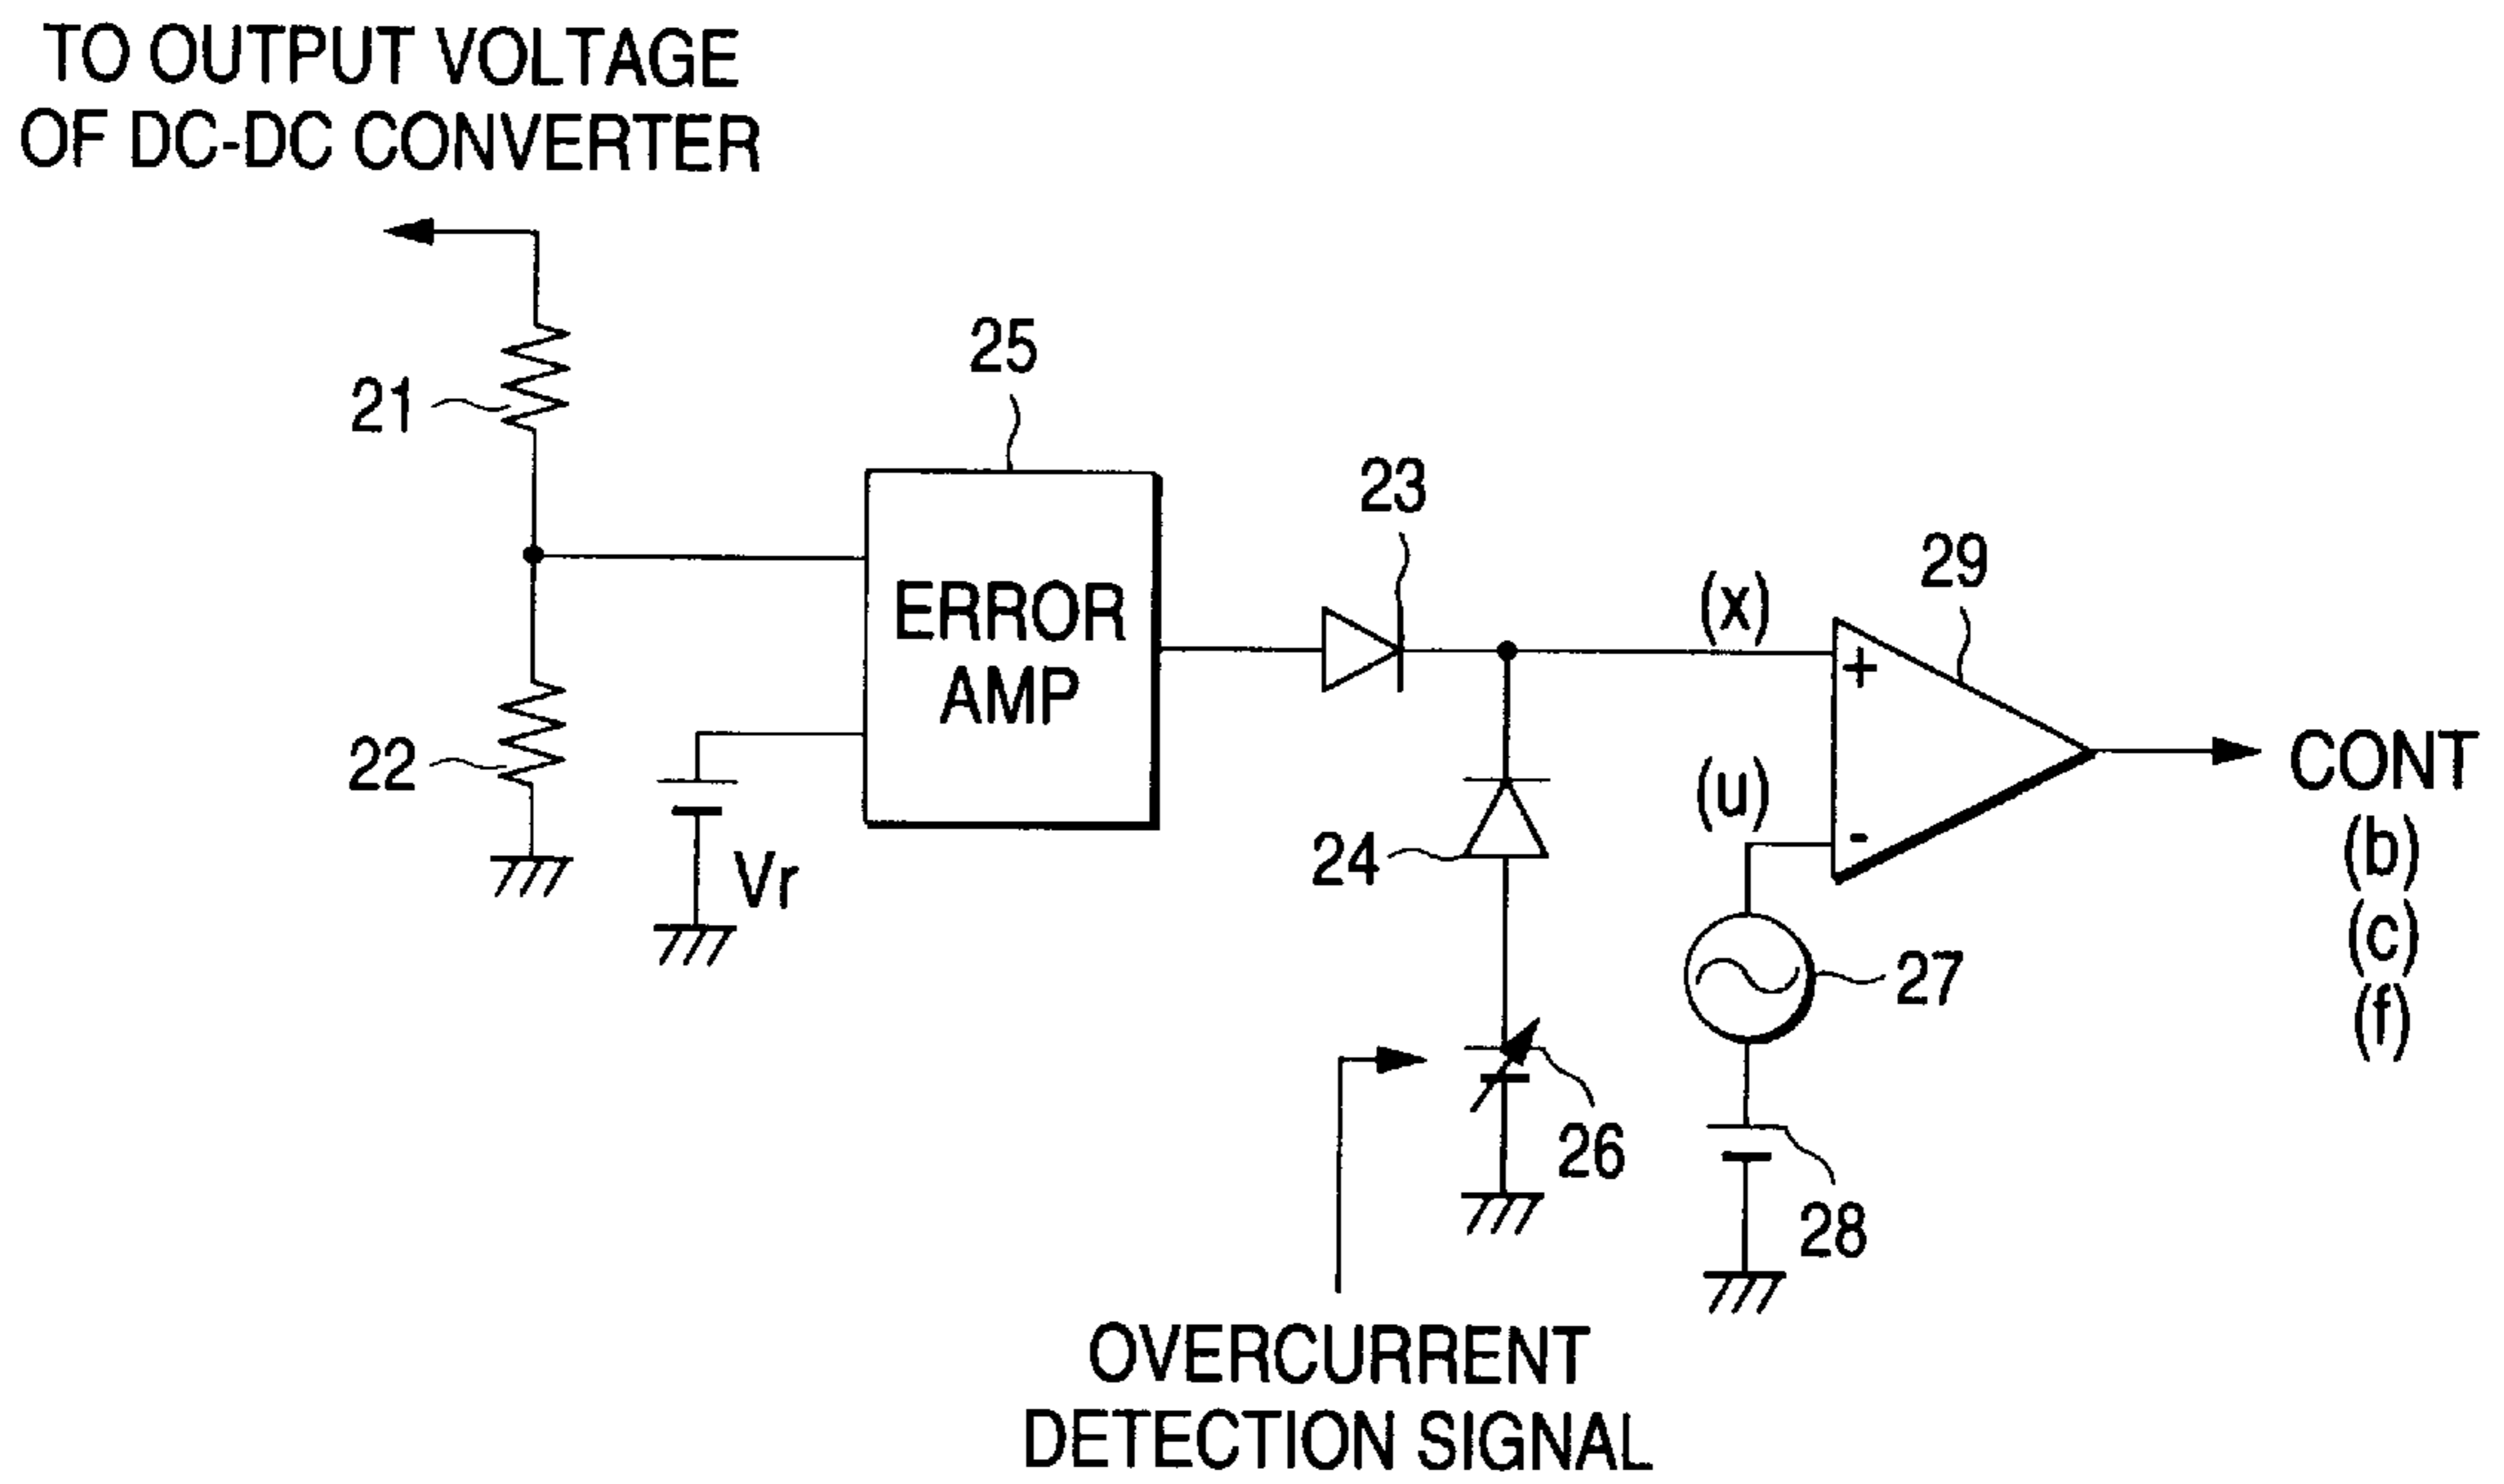 TO OUTPUT VOLTAGE
OF DC-DC CONVERTER
21
25
23
29
(x)
ERROR
AMP
+
22
Vr
24
(u)
-
CONT
(b)
(c)
(f)
27
26
28
OVERCURRENT
DETECTION SIGNAL